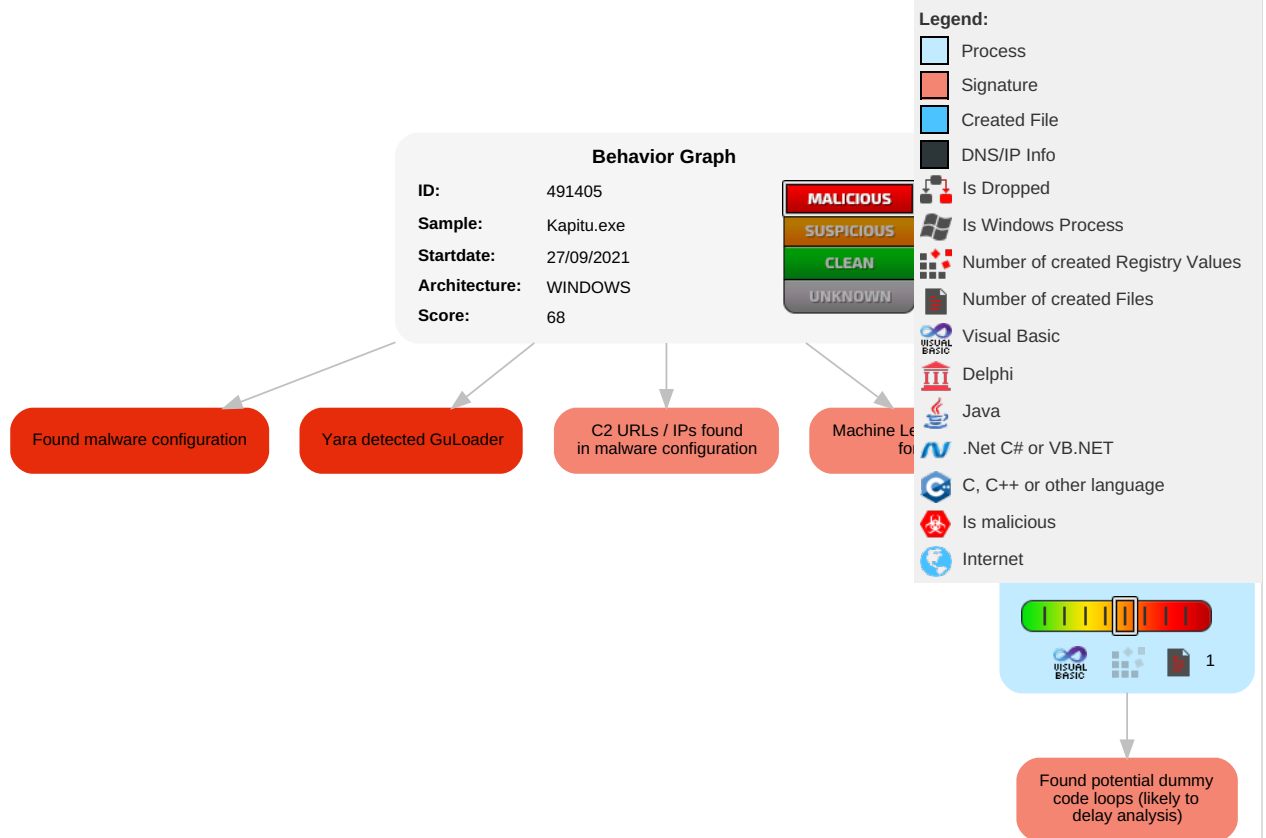 Legend:
Process
Signature
Created File
DNS/IP Info
Is Dropped
Is Windows Process
Number of created Registry Values
Number of created Files
VISUAL
BASIC
Visual Basic
Delphi
Java
.Net C# or VB.NET
C, C++ or other language
Is malicious
Internet
Behavior Graph
ID: 491405
Sample: Kapitu.exe
Startdate: 27/09/2021
Architecture: WINDOWS
Score: 68
MALICIOUS
SUSPICIOUS
CLEAN
UNKNOWN
Found malware configuration
Yara detected GuLoader
C2 URLs / IPs found
in malware configuration
Machine
VISUAL
BASIC
1
Found potential dummy
code loops (likely to
delay analysis)